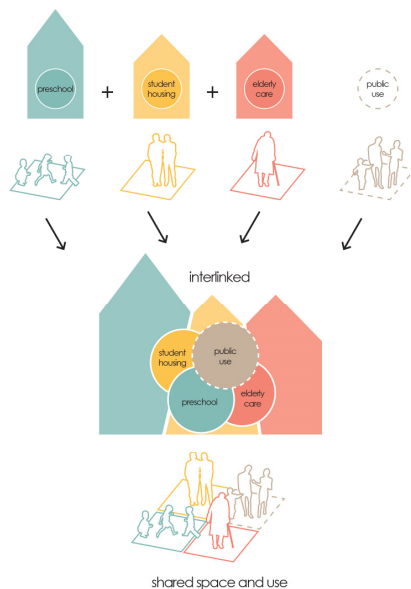 preschool
+
student
housing
+
elderly
care
public
use
interlinked
student
housing
public
use
preschool
elderly
care
shared space and use